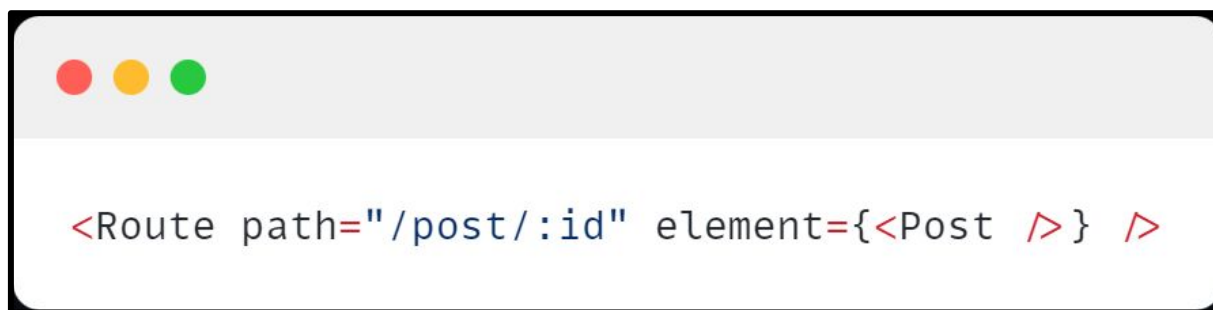 <Route path="/post/:id" element={<Post />} />